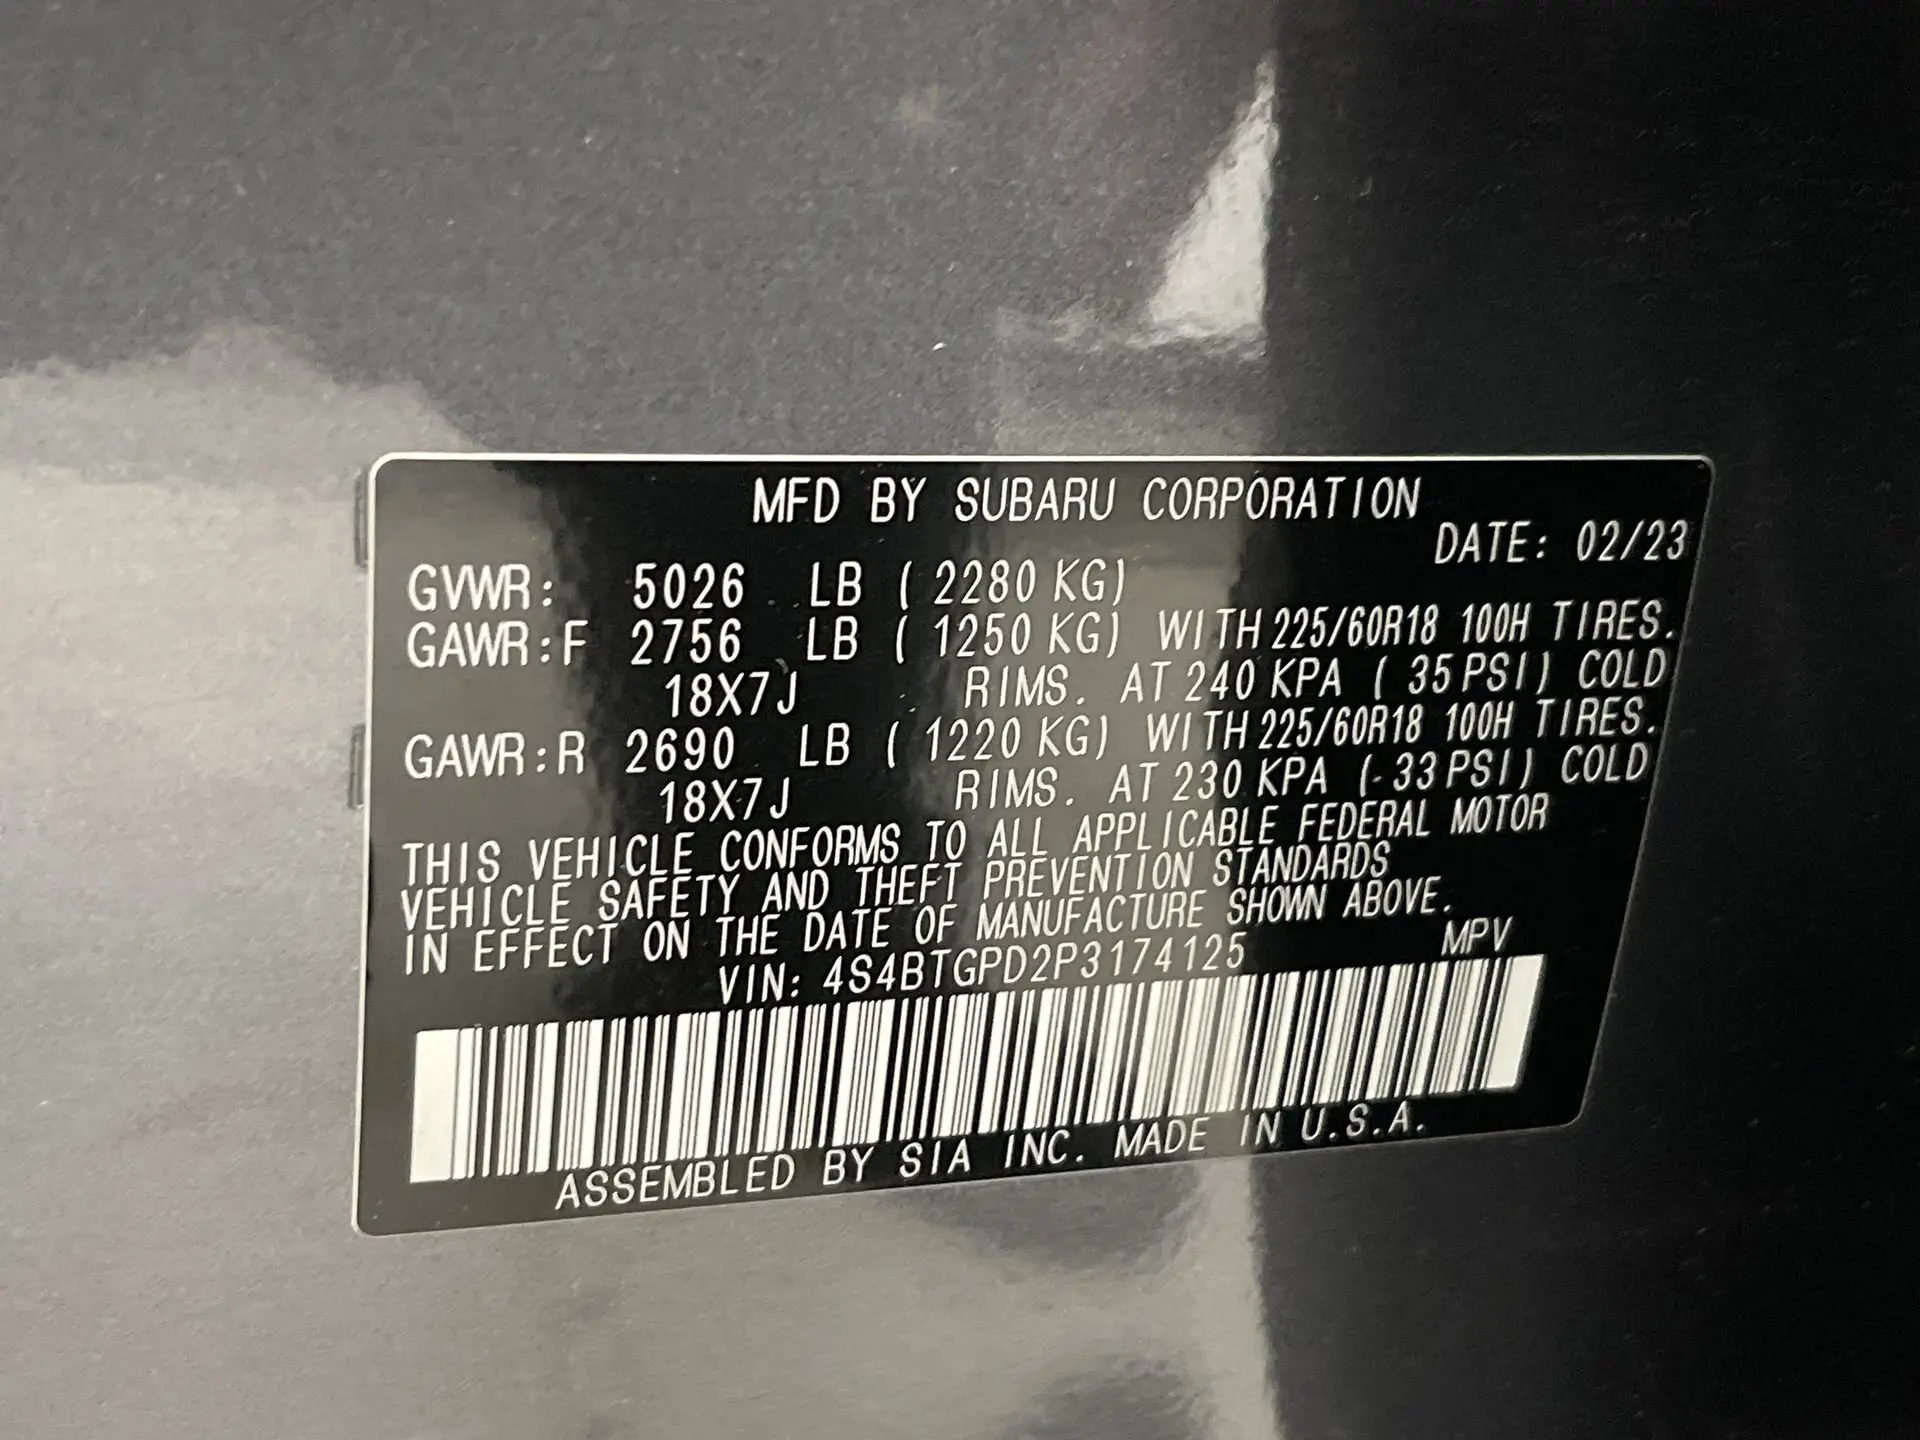 MFD BY SUBARU CORPORATION
DATE: 02/23
GVWR: 5026 LB ( 2280 KG)
GAWR:F 2756 LB ( 1250 KG) WITH 225/60R18 100H TIRES.
18X7J RIMS. AT 240 KPA ( 35 PSI) COLD
GAWR:R 2690 LB ( 1220 KG) WITH 225/60R18 100H TIRES.
18X7J RIMS. AT 230 KPA ( 33 PSI) COLD
THIS VEHICLE CONFORMS TO ALL APPLICABLE FEDERAL MOTOR
VEHICLE SAFETY AND THEFT PREVENTION STANDARDS
IN EFFECT ON THE DATE OF MANUFACTURE SHOWN ABOVE.
VIN: 4S4BTGPD2P3174125 MPV
ASSEMBLED BY SIA INC. MADE IN U.S.A.